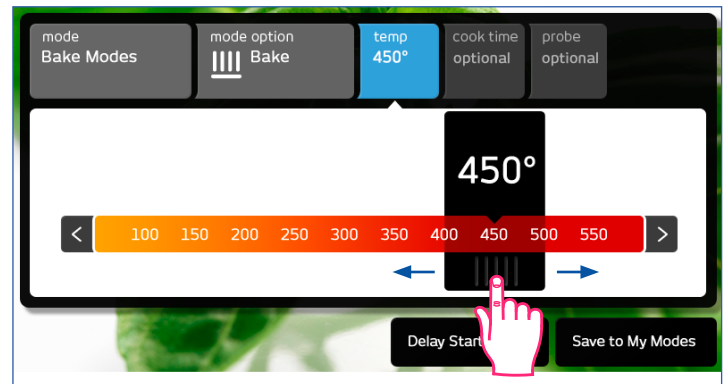 mode
Bake Modes
mode option
Bake
temp
450°
cook time
optional
probe
optional
450°
100 150 200 250 300 350 400 450 500 550
Delay Start
Save to My Modes